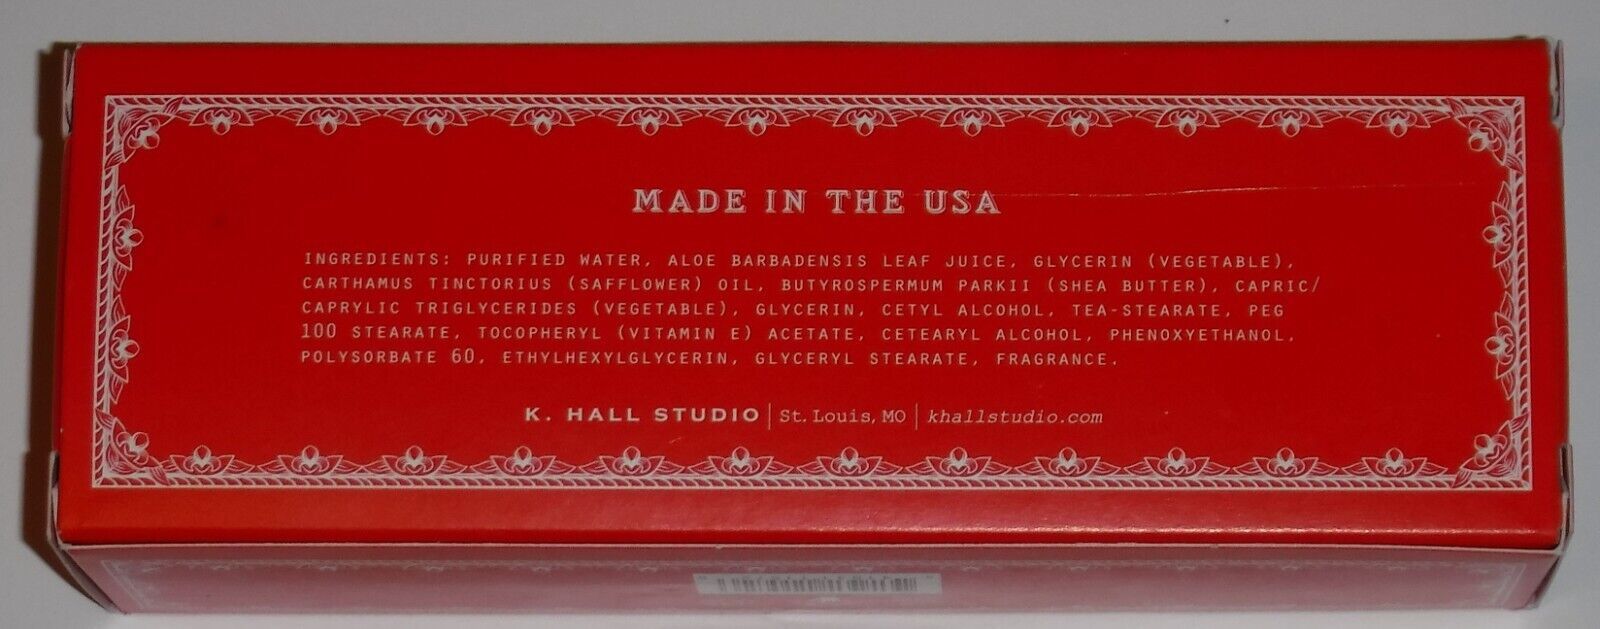 MADE IN THE USA
INGREDIENTS: PURIFIED WATER, ALOE BARBADENSIS LEAF JUICE, GLYCERIN (VEGETABLE),
CARTHAMUS TINCTORIUS (SAFFLOWER) OIL, BUTYROSPERMUM PARKII (SHEA BUTTER), CAPRIC/
CAPRYLIC TRIGLYCERIDES (VEGETABLE), GLYCERIN, CETYL ALCOHOL, TEA-STEARATE, PEG
100 STEARATE, TOCOPHERYL (VITAMIN E) ACETATE, CETEARYL ALCOHOL, PHENOXYETHANOL,
POLYSORBATE 60, ETHYLHEXYLGLYCERIN, GLYCERYL STEARATE, FRAGRANCE.
K. HALL STUDIO | St. Louis, MO | khallstudio.com